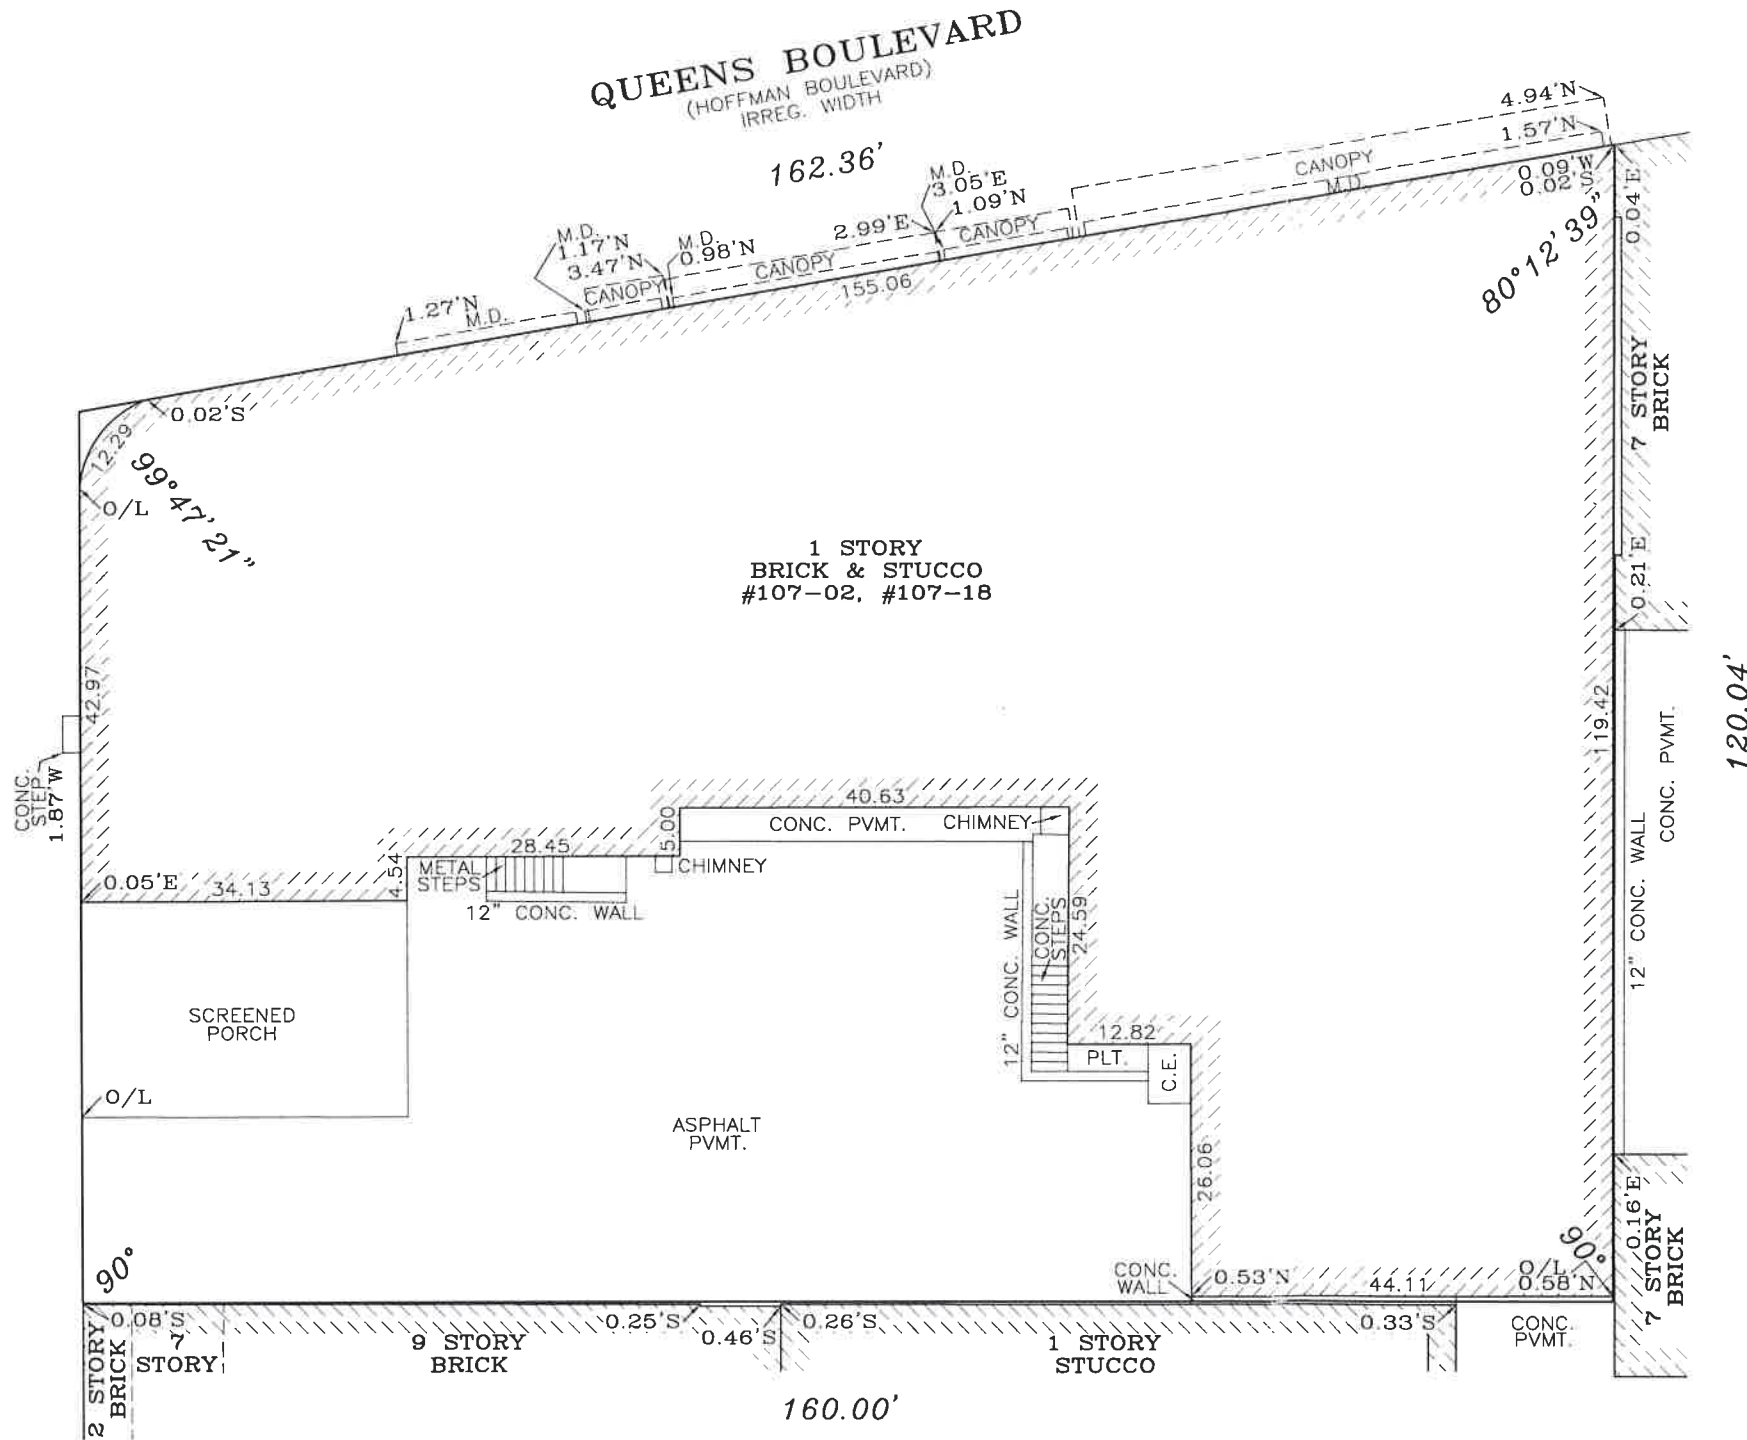 QUEENS BOULEVARD
(HOFFMAN BOULEVARD)
IRREG. WIDTH
162.36'
4.94'N
1.57'N
CANOPY
M.D.
0.09'W
0.02'S
0.04'E
80°12'39"
M.D.
3.05'E
1.09'N
2.99'E
CANOPY
M.D.
0.98'N
CANOPY
155.06
M.D.
1.17'N
3.47'N
CANOPY
1.27'N
M.D.
0.02'S
12.29
99°47'21"
O/L
7 STORY
BRICK
1 STORY
BRICK & STUCCO
#107-02, #107-18
0.21'E
42.97
119.42
120.04'
CONC.
STEP
1.87'W
12" CONC. WALL
CONC. PVMT.
40.63
CONC. PVMT.
CHIMNEY
5.00
28.45
METAL
STEPS
CHIMNEY
12" CONC. WALL
4.54
0.05'E
34.13
12" CONC. WALL
CONC.
STEPS
24.59
SCREENED
PORCH
12.82
PLT.
C.E.
O/L
ASPHALT
PVMT.
26.06
0.16'E
7 STORY
BRICK
90°
90°
O/L
0.58'N
CONC.
WALL
0.53'N
44.11
0.08'S
2 STORY
BRICK
7
STORY
9 STORY
BRICK
0.25'S
0.46'S
0.26'S
1 STORY
STUCCO
0.33'S
CONC.
PVMT.
160.00'